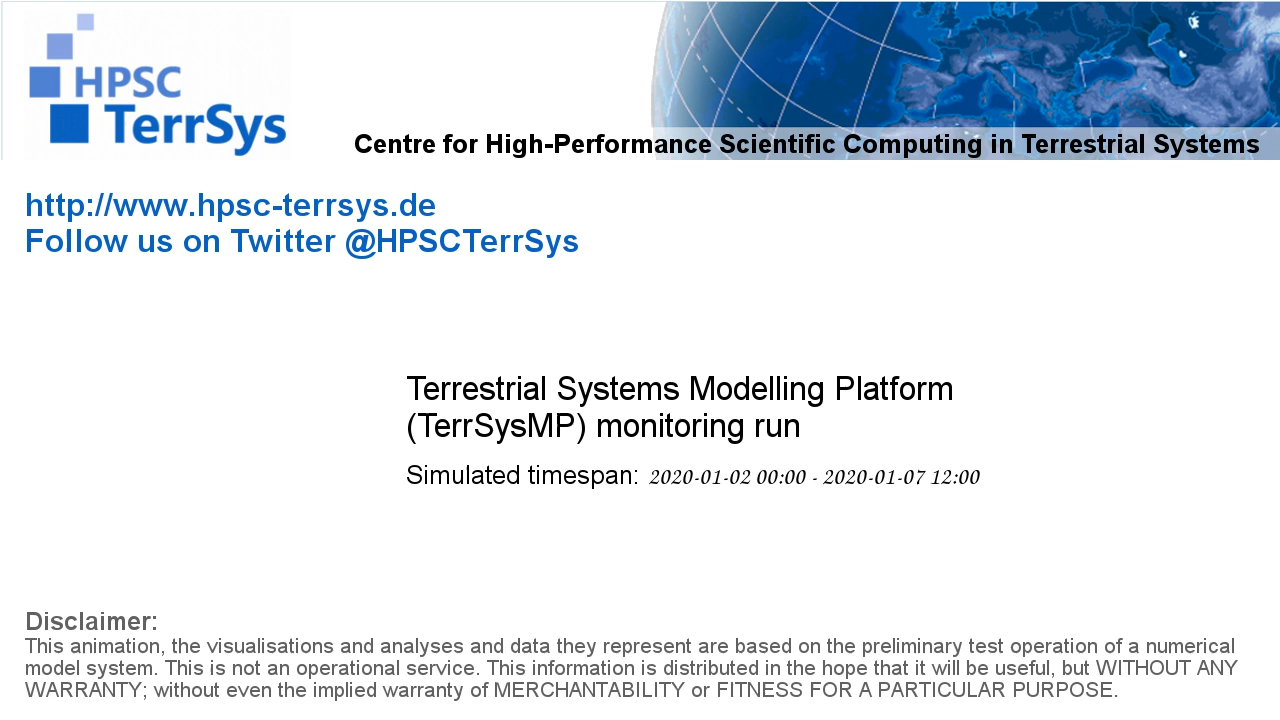 HPSC
TerrSys
Centre for High-Performance Scientific Computing in Terrestrial Systems
http://www.hpsc-terrsys.de
Follow us on Twitter @HPSCTerrSys
Terrestrial Systems Modelling Platform
(TerrSysMP) monitoring run
Simulated timespan: 2020-01-02 00:00 - 2020-01-07 12:00
Disclaimer:
This animation, the visualisations and analyses and data they represent are based on the preliminary test operation of a numerical
model system. This is not an operational service. This information is distributed in the hope that it will be useful, but WITHOUT ANY
WARRANTY; without even the implied warranty of MERCHANTABILITY or FITNESS FOR A PARTICULAR PURPOSE.